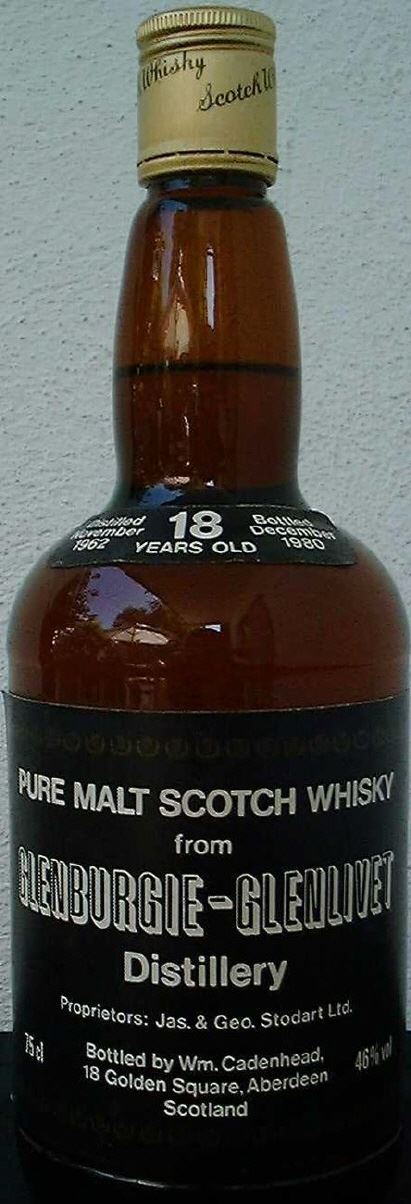 Whisky
Scotch
Distilled 18 Bottled
November December
1962 YEARS OLD 1980
PURE MALT SCOTCH WHISKY
from
GLENBURGIE-GLENLIVET
Distillery
Proprietors: Jas. & Geo. Stodart Ltd.
75 cl Bottled by Wm. Cadenhead, 46% vol
18 Golden Square, Aberdeen
Scotland